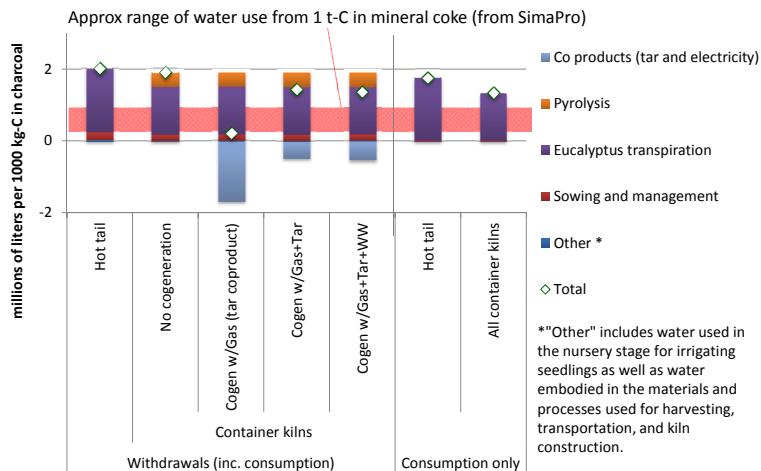 Approx range of water use from 1 t-C in mineral coke (from SimaPro)
millions of liters per 1000 kg-C in charcoal
2
0
-2
Hot tail
No cogeneration
Cogen w/Gas (tar coproduct)
Cogen w/Gas+Tar
Cogen w/Gas+Tar+WW
Hot tail
All container kilns
Container kilns
Withdrawals (inc. consumption)
Consumption only
Co products (tar and electricity)
Pyrolysis
Eucalyptus transpiration
Sowing and management
Other *
Total
*"Other" includes water used in
the nursery stage for irrigating
seedlings as well as water
embodied in the materials and
processes used for harvesting,
transportation, and kiln
construction.